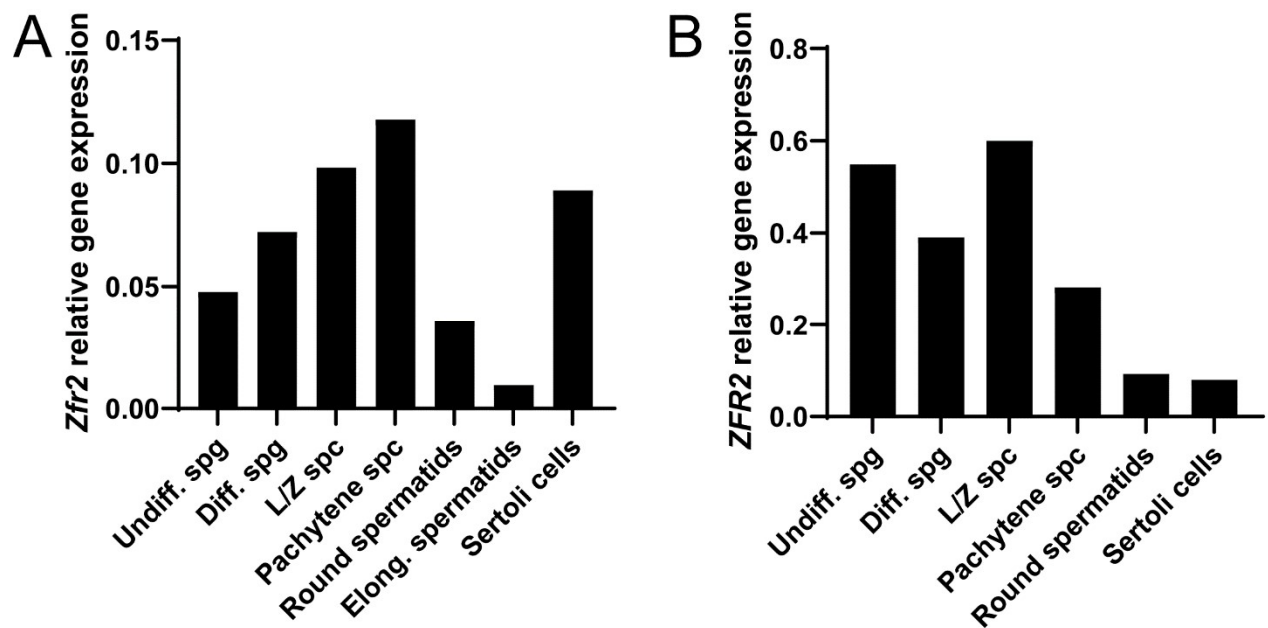 A
Zfr2 relative gene expression
0.15
0.10
0.05
0.00
Undiff. spg
Diff. spg
L/Z spc
Pachytene spc
Round spermatids
Elong. spermatids
Sertoli cells
B
ZFR2 relative gene expression
0.8
0.6
0.4
0.2
0.0
Undiff. spg
Diff. spg
L/Z spc
Pachytene spc
Round spermatids
Sertoli cells